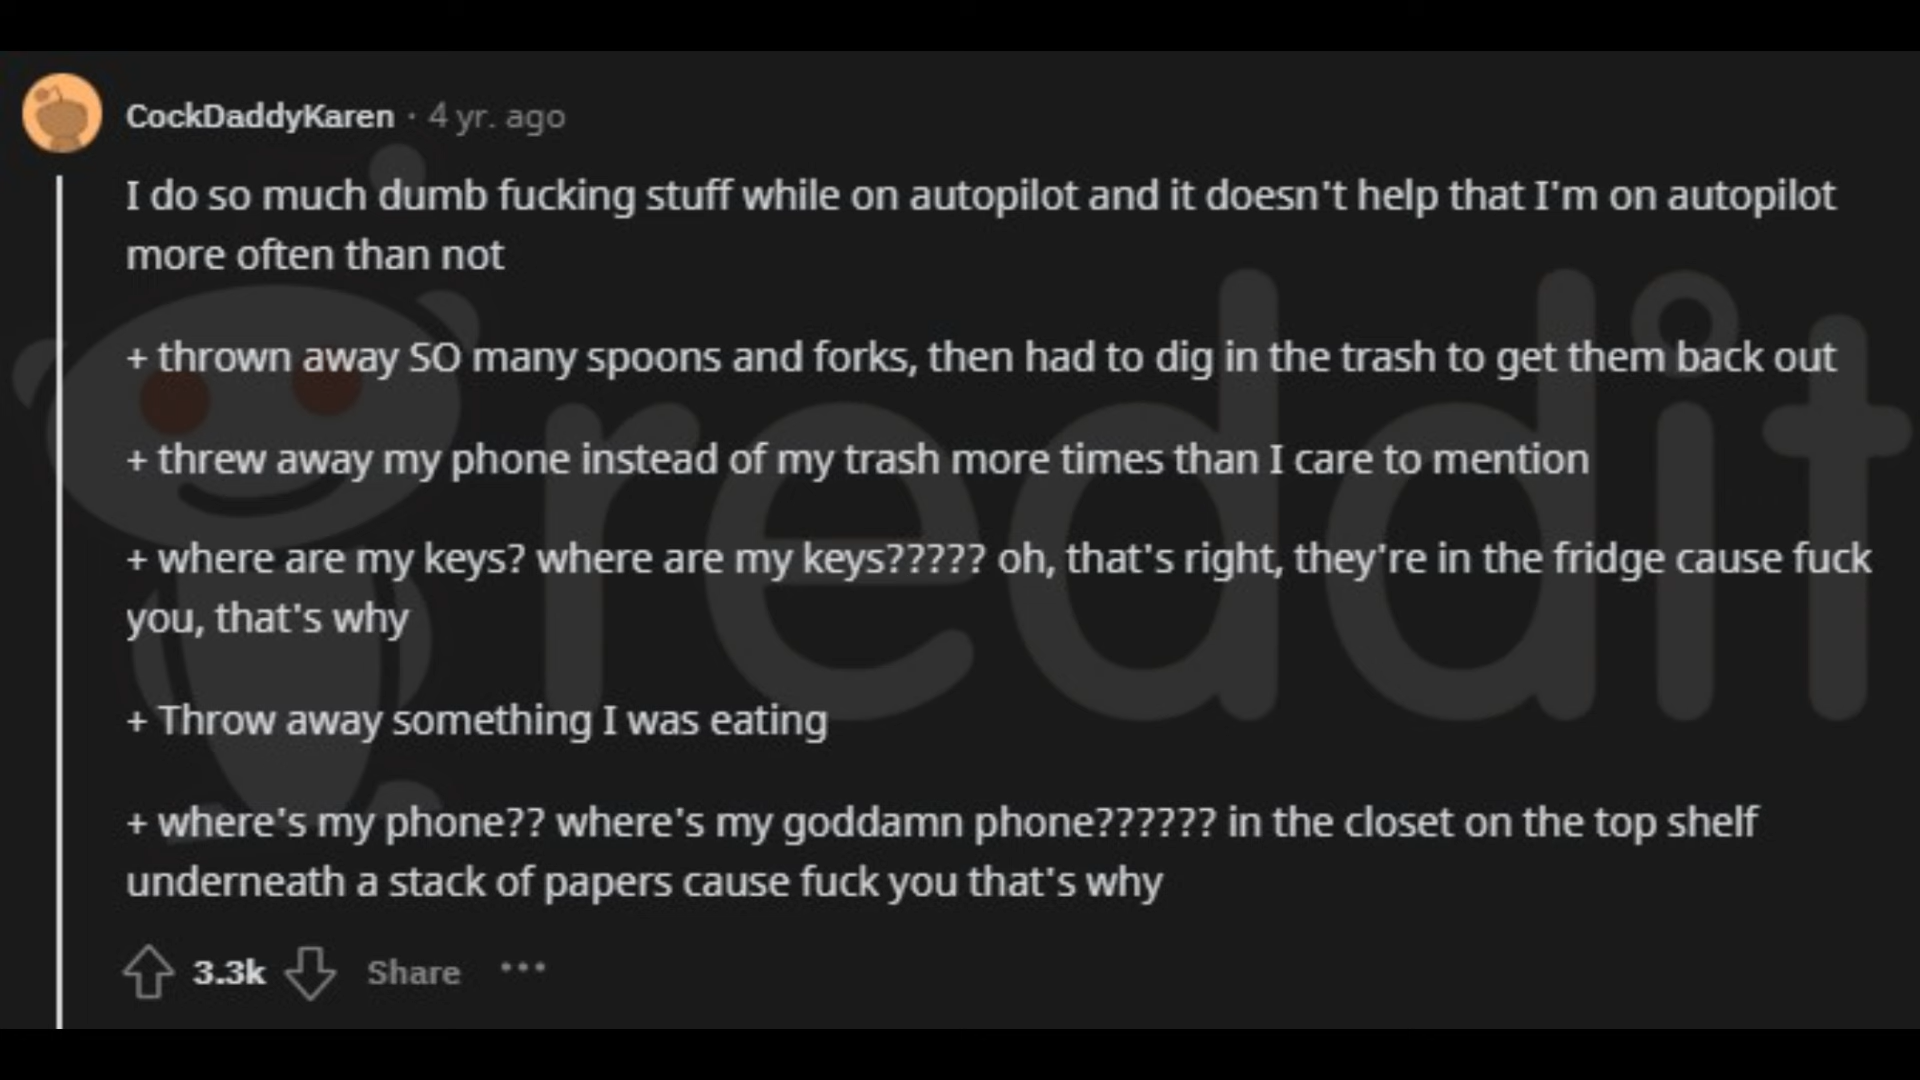 CockDaddyKaren · 4 yr. ago
I do so much dumb fucking stuff while on autopilot and it doesn't help that I'm on autopilot
more often than not
+ thrown away SO many spoons and forks, then had to dig in the trash to get them back out
+ threw away my phone instead of my trash more times than I care to mention
+ where are my keys? where are my keys????? oh, that's right, they're in the fridge cause fuck
you, that's why
+ Throw away something I was eating
+ where's my phone?? where's my goddamn phone?????? in the closet on the top shelf
underneath a stack of papers cause fuck you that's why
3.3k Share ...
reddit